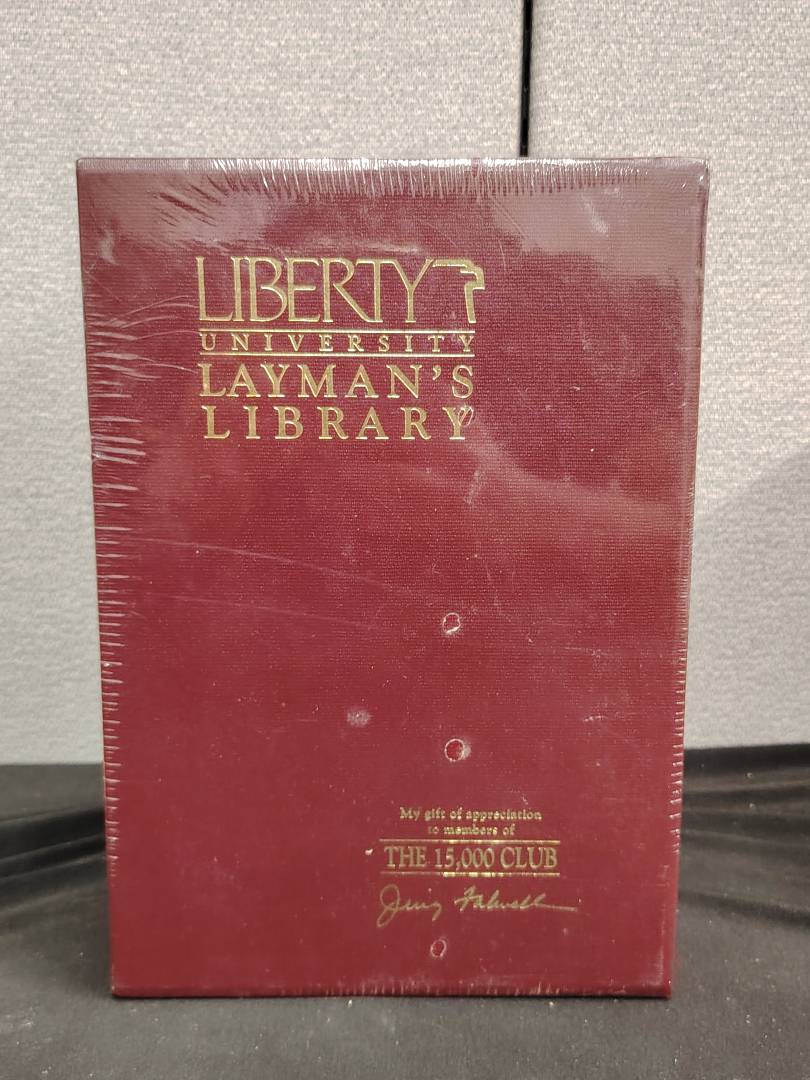 LIBERTY
UNIVERSITY
LAYMAN'S
LIBRARY
My gift of appreciation
to members of
THE 15,000 CLUB
Jerry Falwell